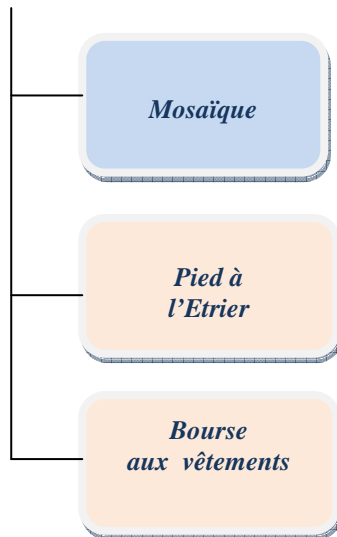 Mosaïque
Pied à
l’Etrier
Bourse
aux vêtements